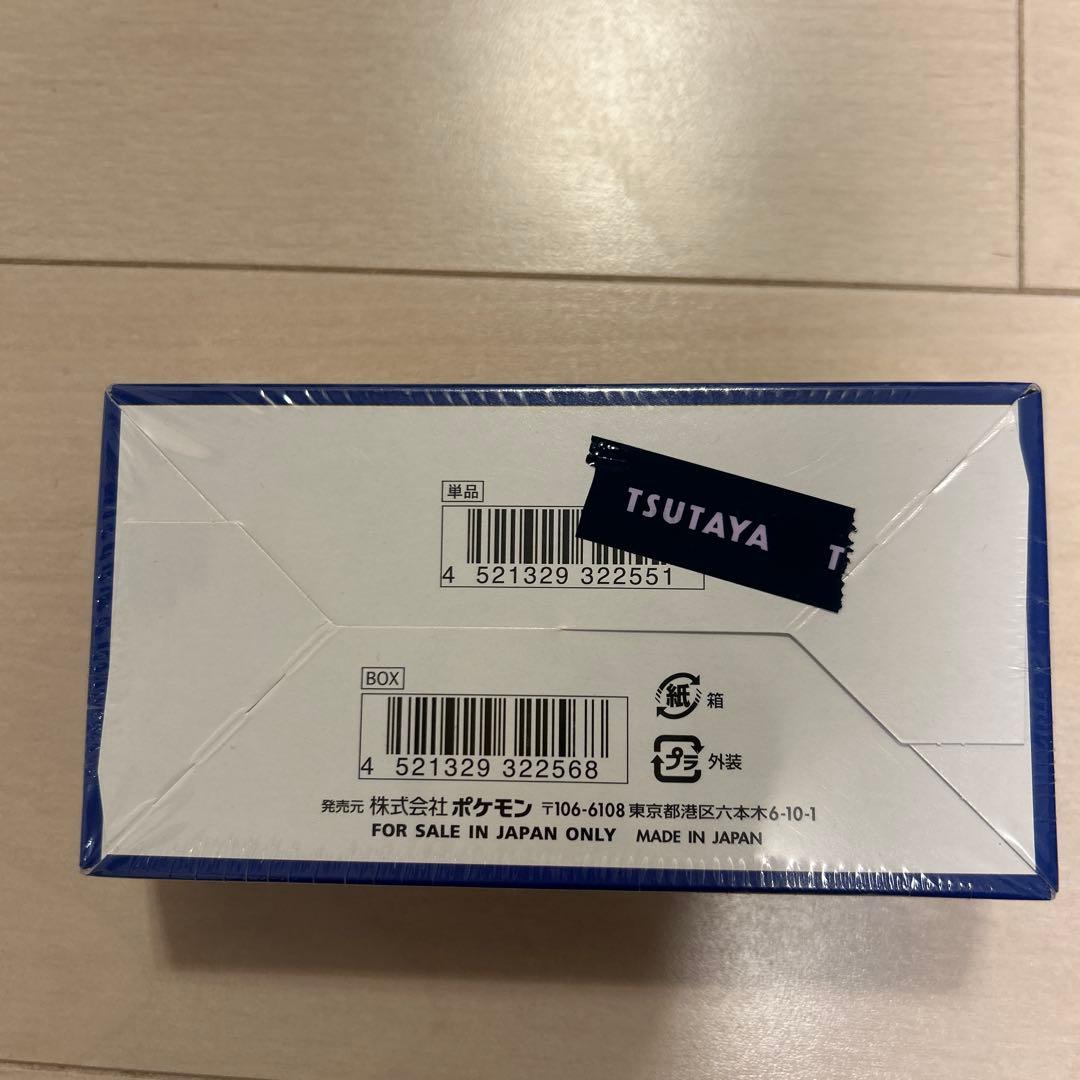 単品
TSUTAYA
T
4 521329 322551
BOX
紙 箱
4 521329 322568
プラ 外装
発売元 株式会社 ポケモン 〒106-6108 東京都港区六本木6-10-1
FOR SALE IN JAPAN ONLY MADE IN JAPAN